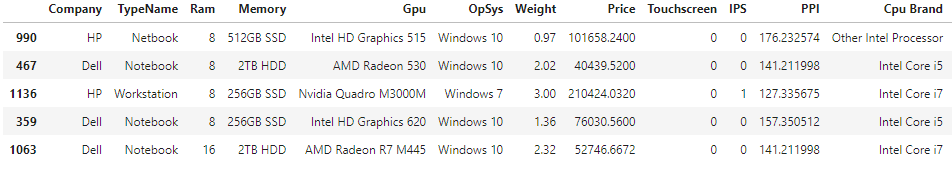 Company TypeName Ram Memory Gpu OpSys Weight Price Touchscreen IPS PPI Cpu Brand
990 HP Netbook 8 512GB SSD Intel HD Graphics 515 Windows 10 0.97 101658.2400 0 0 176.232574 Other Intel Processor
467 Dell Notebook 8 2TB HDD AMD Radeon 530 Windows 10 2.02 40439.5200 0 0 141.211998 Intel Core i5
1136 HP Workstation 8 256GB SSD Nvidia Quadro M3000M Windows 7 3.00 210424.0320 0 1 127.335675 Intel Core i7
359 Dell Notebook 8 256GB SSD Intel HD Graphics 620 Windows 10 1.36 76030.5600 0 0 157.350512 Intel Core i5
1063 Dell Notebook 16 2TB HDD AMD Radeon R7 M445 Windows 10 2.32 52746.6672 0 0 141.211998 Intel Core i7